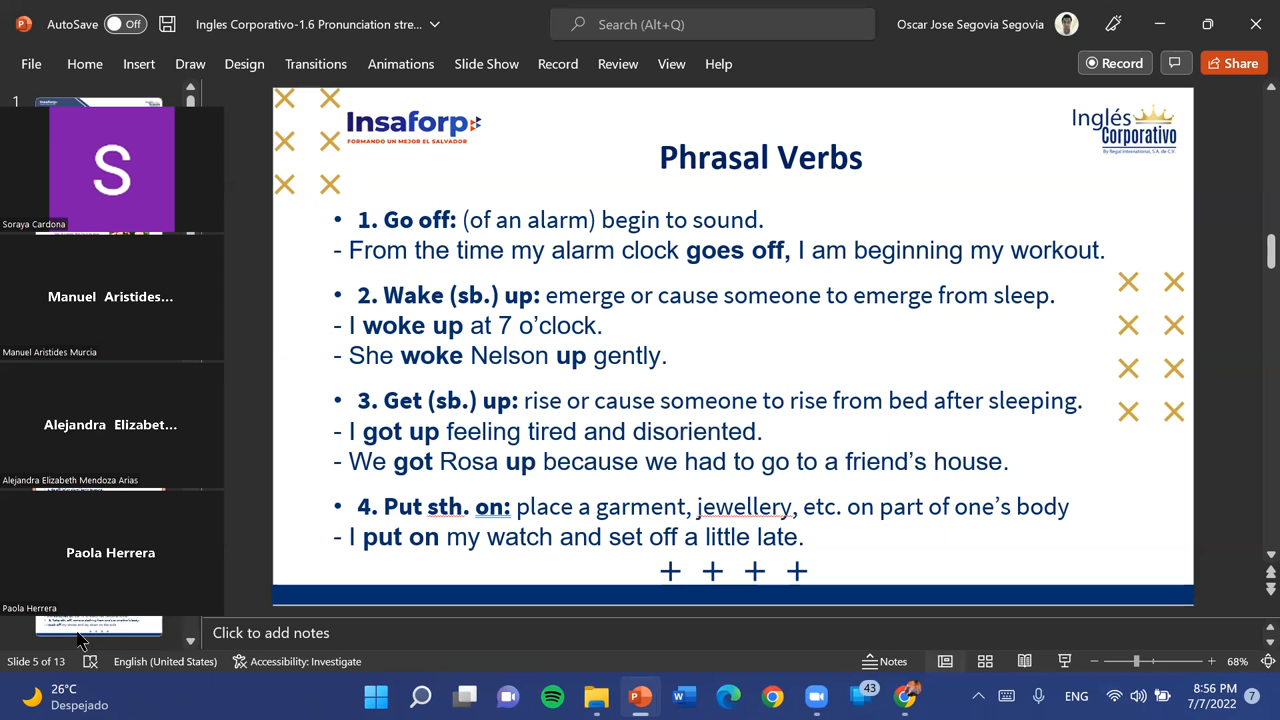 AutoSave Off Ingles Corporativo-1.6 Pronunciation stre... Search (Alt+Q) Oscar Jose Segovia Segovia
File Home Insert Draw Design Transitions Animations Slide Show Record Review View Help Record Share
1
S
Soraya Cardona
Manuel Aristides...
Manuel Aristides Murcia
Alejandra Elizabet...
Alejandra Elizabeth Mendoza Arias
Paola Herrera
Paola Herrera
Insaforp
FORMANDO UN MEJOR EL SALVADOR
Inglés
Corporativo
By Regal International, S.A. de C.V.
Phrasal Verbs
• 1. Go off: (of an alarm) begin to sound.
- From the time my alarm clock goes off, I am beginning my workout.
• 2. Wake (sb.) up: emerge or cause someone to emerge from sleep.
- I woke up at 7 o’clock.
- She woke Nelson up gently.
• 3. Get (sb.) up: rise or cause someone to rise from bed after sleeping.
- I got up feeling tired and disoriented.
- We got Rosa up because we had to go to a friend’s house.
• 4. Put sth. on: place a garment, jewellery, etc. on part of one’s body
- I put on my watch and set off a little late.
Click to add notes
Slide 5 of 13 English (United States) Accessibility: Investigate Notes 68%
26°C
Despejado
43
ENG
8:56 PM
7/7/2022
7